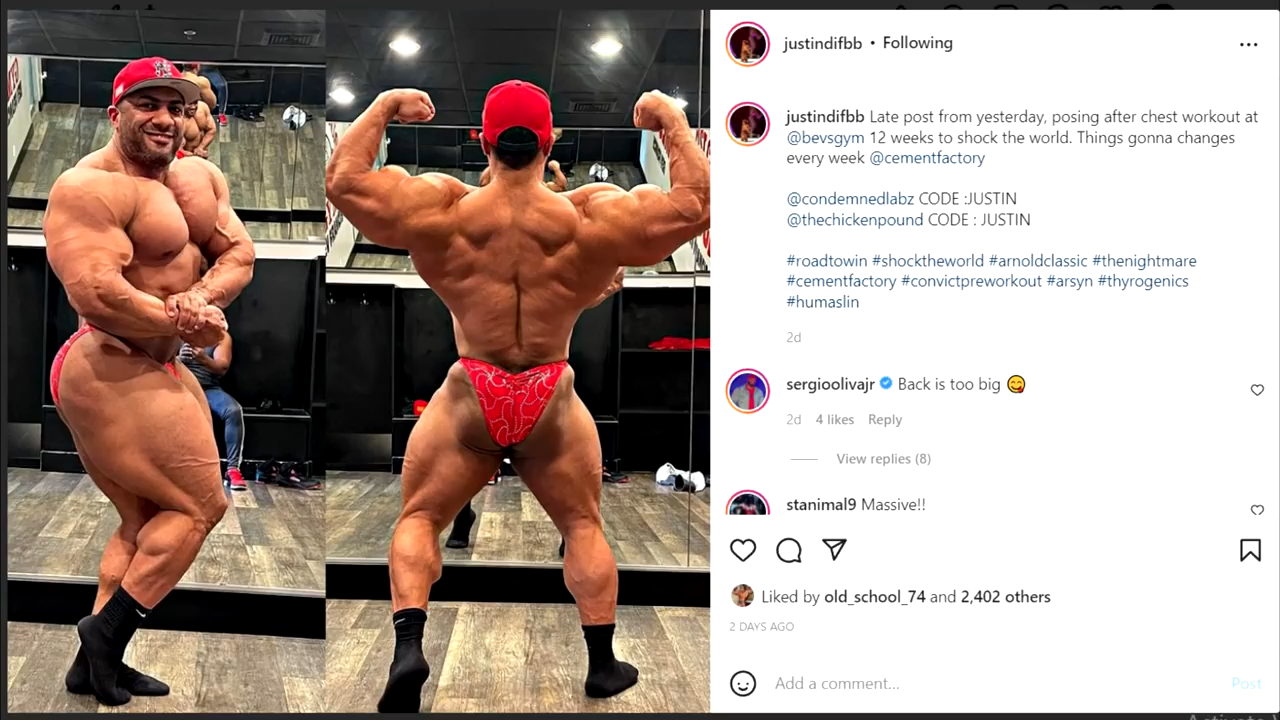 justindifbb • Following
justindifbb Late post from yesterday, posing after chest workout at
@bevsgym 12 weeks to shock the world. Things gonna changes
every week @cementfactory
@condemnedlabz CODE :JUSTIN
@thechickenpound CODE : JUSTIN
#roadtowin #shocktheworld #arnoldclassic #thenightmare
#cementfactory #convictpreworkout #arsyn #thyrogenics
#humaslin
2d
sergioolivajr Back is too big 😋
2d 4 likes Reply
View replies (8)
stanimal9 Massive!!
Liked by old_school_74 and 2,402 others
2 DAYS AGO
Add a comment... Post